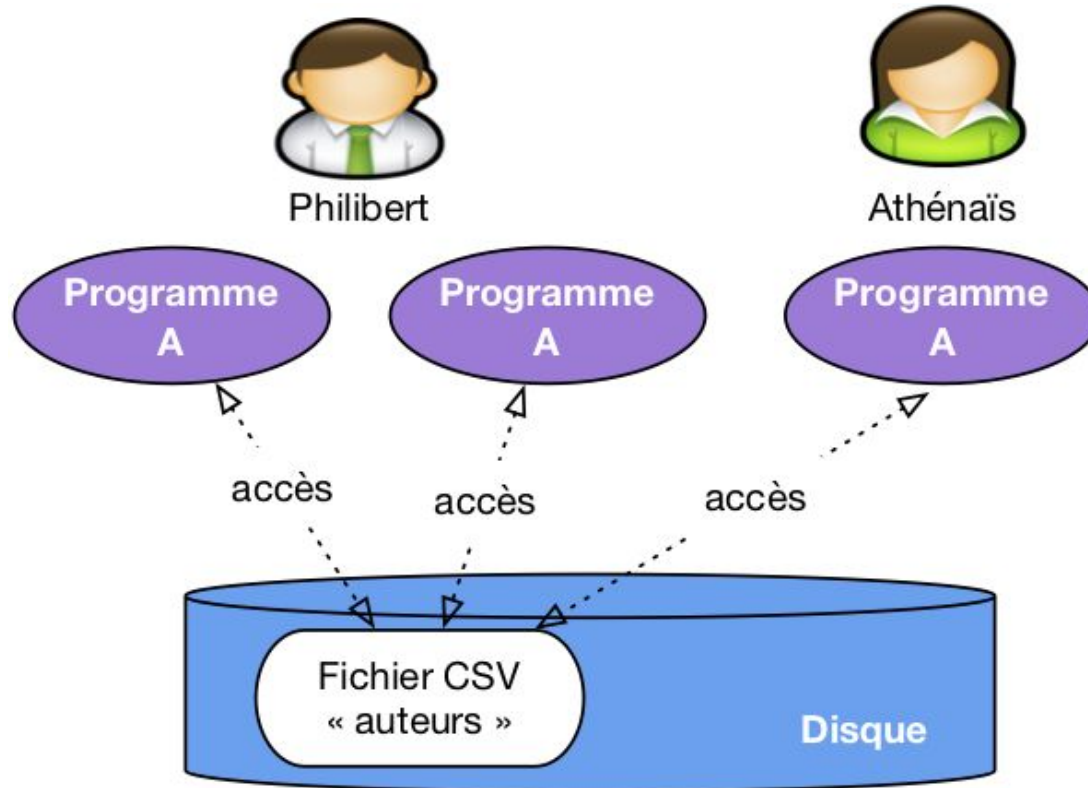 Philibert
Athénaïs
Programme
A
Programme
A
Programme
A
accès
accès
accès
Fichier CSV
« auteurs »
Disque